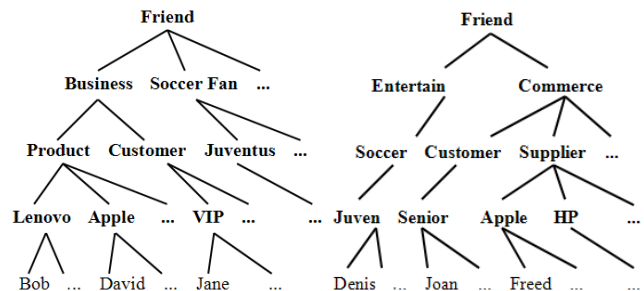 Friend Friend
Business Soccer Fan ... Entertain Commerce
Product Customer Juventus ... Soccer Customer Supplier ...
Lenovo Apple ... VIP ... ... Juven Senior Apple HP ...
Bob ... David ... Jane ... ... Denis ... Joan ... Freed ... ...